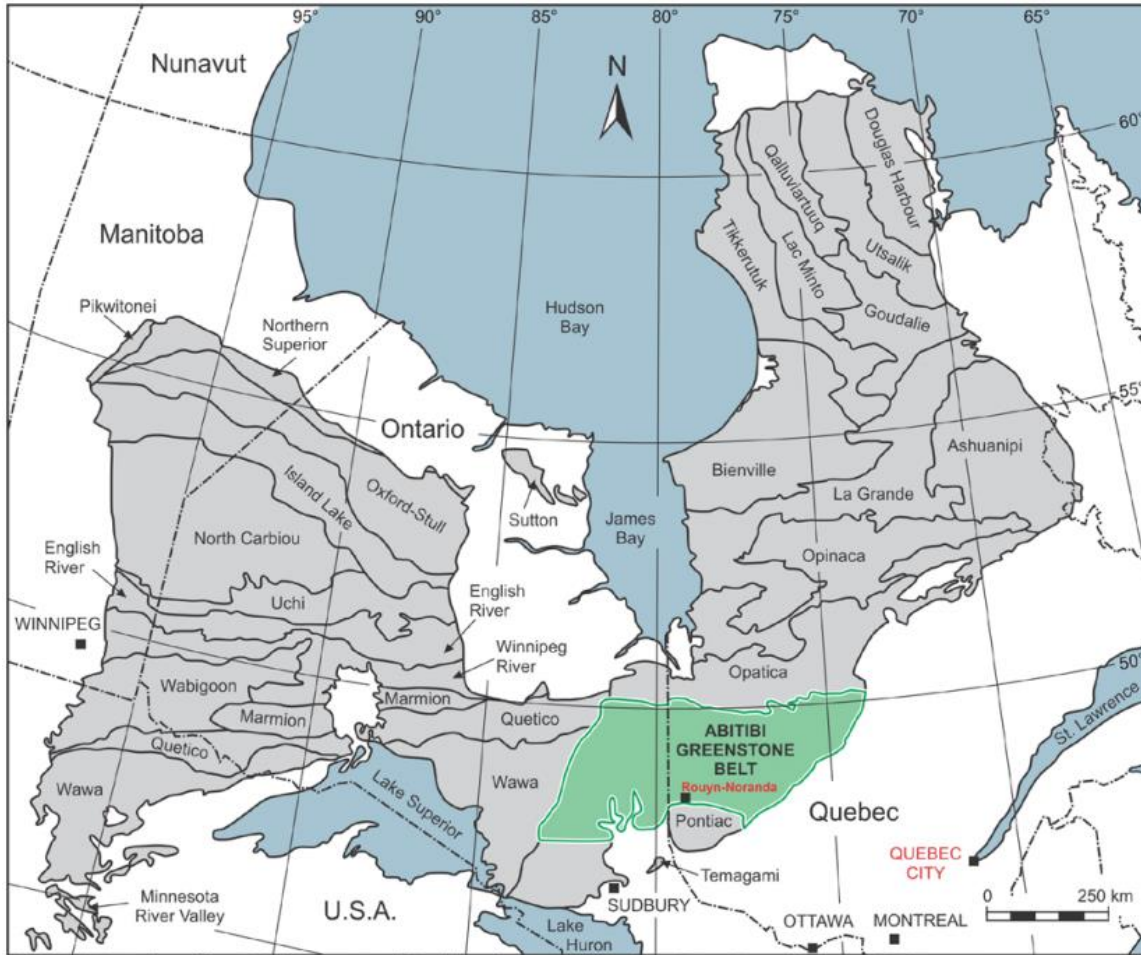 95°
90°
85°
80°
75°
70°
65°
Nunavut
N
60°
Manitoba
Pikwitonei
Northern
Superior
Ontario
Hudson
Bay
Qalluviartuuq
Douglas Harbour
Tikkerutuk
Lac Minto
Utsalik
Goudalie
55°
Island Lake
Oxford-Stull
Sutton
James
Bay
Bienville
Ashuanipi
La Grande
North Carbiou
Opinaca
English
River
Uchi
English
River
WINNIPEG
Winnipeg
River
Wabigoon
Marmion
Marmion
Quetico
Quetico
Opatica
50°
Wawa
Wawa
Lake Superior
ABITIBI
GREENSTONE
BELT
Rouyn-Noranda
Pontiac
Quebec
St. Lawrence
QUEBEC
CITY
Temagami
Minnesota
River Valley
U.S.A.
SUDBURY
Lake
Huron
OTTAWA
MONTREAL
0 250 km